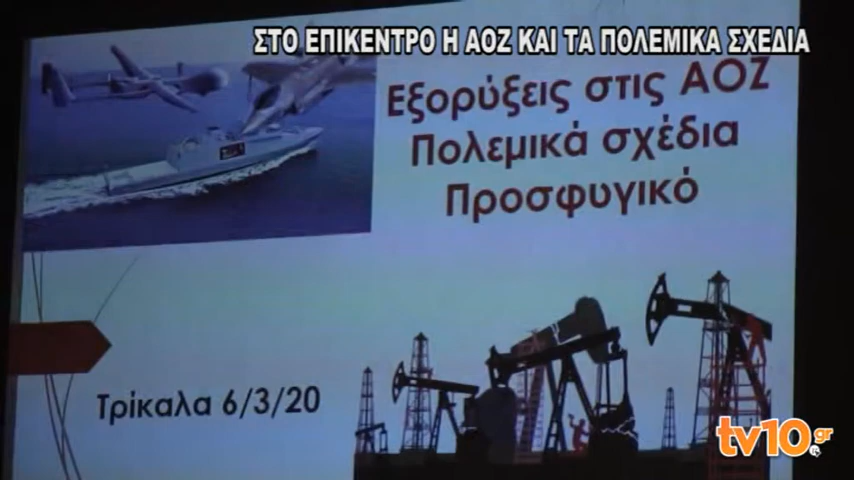 ΣΤΟ ΕΠΙΚΕΝΤΡΟ Η ΑΟΖ ΚΑΙ ΤΑ ΠΟΛΕΜΙΚΑ ΣΧΕΔΙΑ
Εξορύξεις στις ΑΟΖ
Πολεμικά σχέδια
Προσφυγικό
Τρίκαλα 6/3/20
tv10.gr